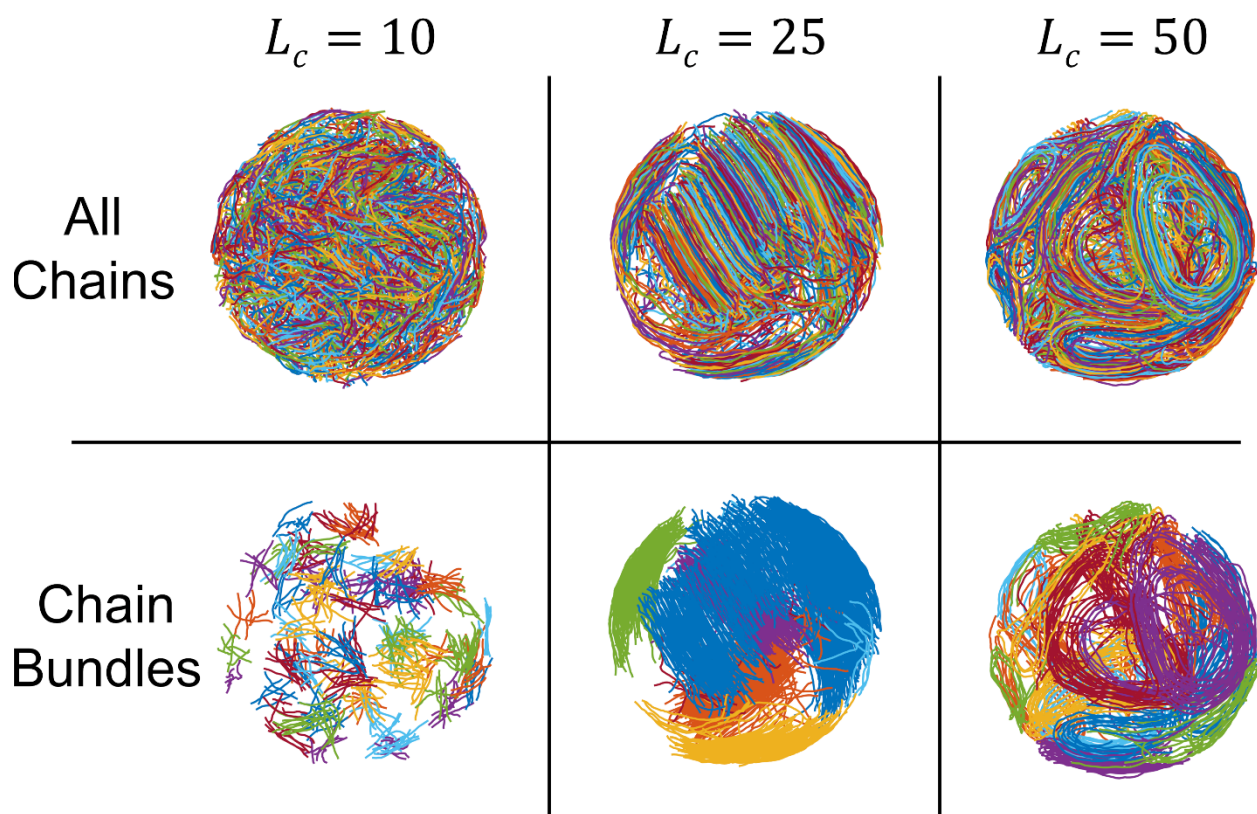 L_c = 10
L_c = 25
L_c = 50
All
Chains
Chain
Bundles